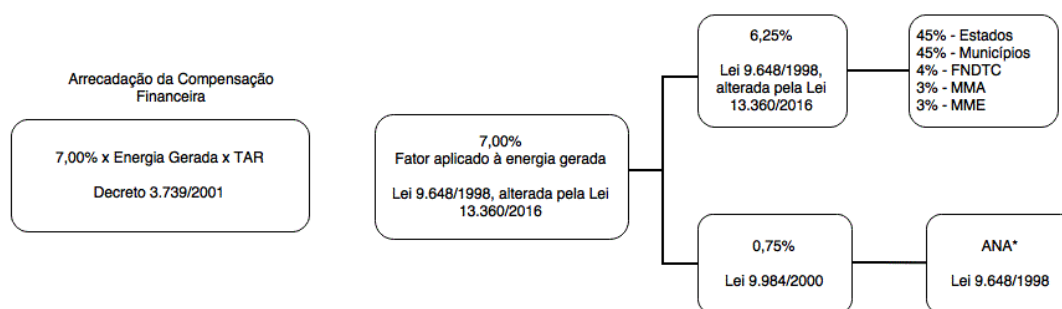 Arrecadação da Compensação
Financeira
7,00% x Energia Gerada x TAR
Decreto 3.739/2001
7,00%
Fator aplicado à energia gerada
Lei 9.648/1998, alterada pela Lei
13.360/2016
6,25%
Lei 9.648/1998,
alterada pela Lei
13.360/2016
45% - Estados
45% - Municípios
4% - FNDTC
3% - MMA
3% - MME
0,75%
Lei 9.984/2000
ANA*
Lei 9.648/1998